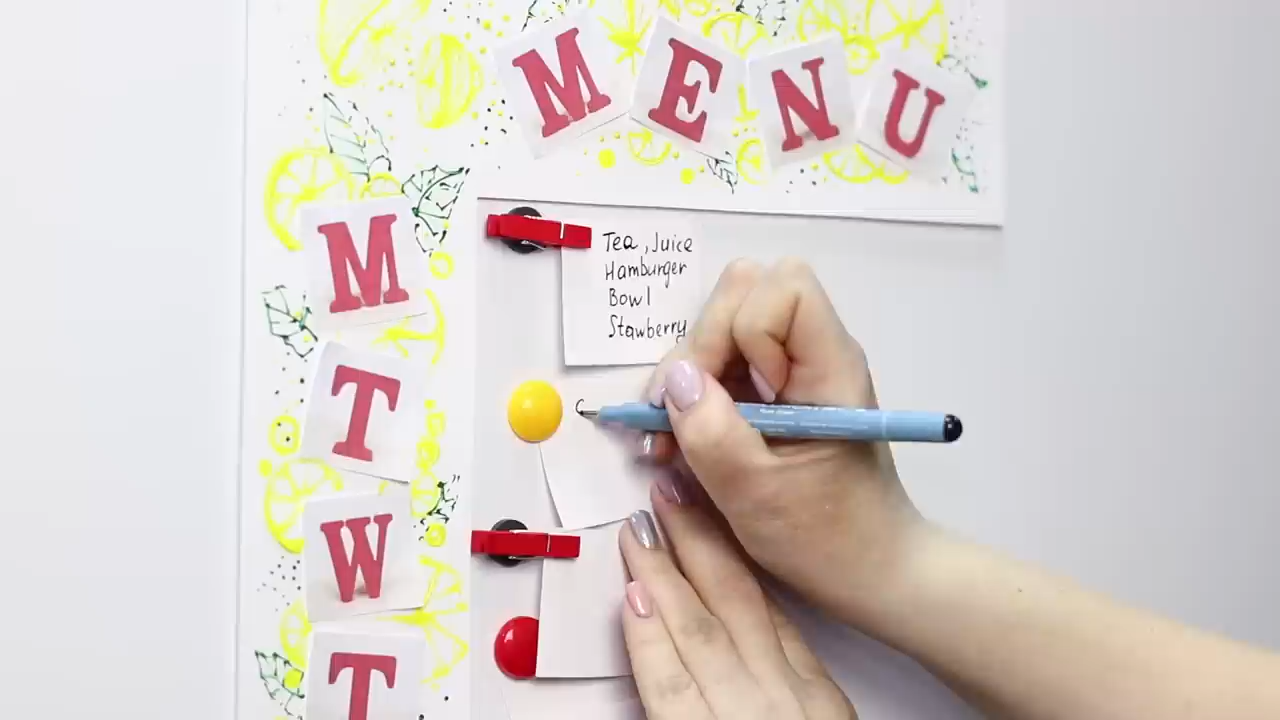 MENU
M
Tea, Juice
Hamburger
Bowl
Stawberry
T
W
T